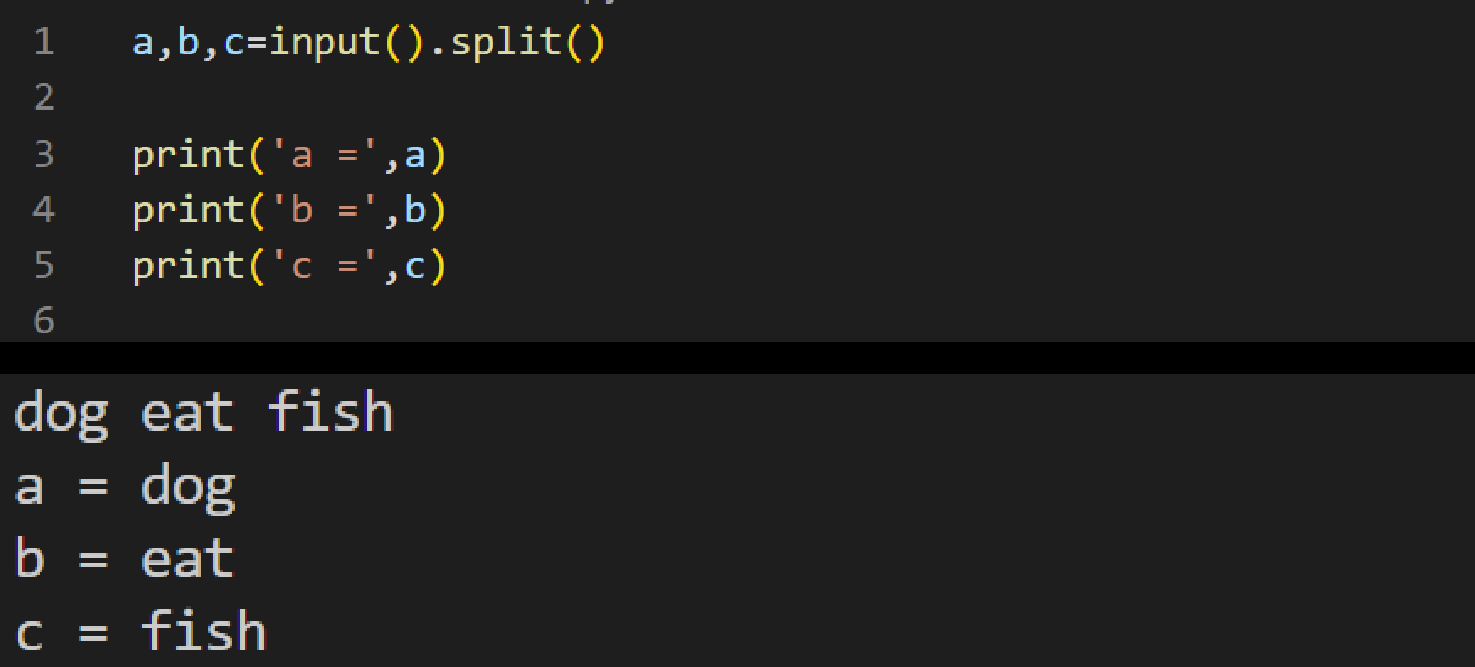 1 a,b,c=input().split()
2
3 print('a =',a)
4 print('b =',b)
5 print('c =',c)
6
dog eat fish
a = dog
b = eat
c = fish